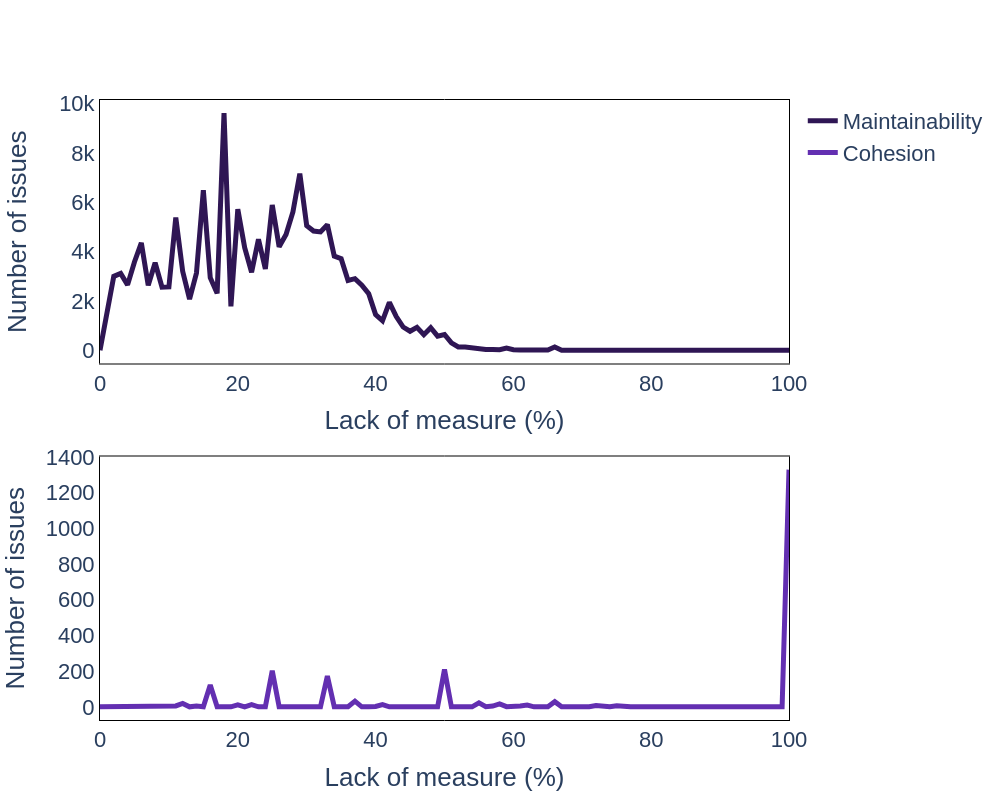 10k
8k
6k
4k
2k
0
Number of issues
0 20 40 60 80 100
Lack of measure (%)
Maintainability
Cohesion
1400
1200
1000
800
600
400
200
0
Number of issues
0 20 40 60 80 100
Lack of measure (%)